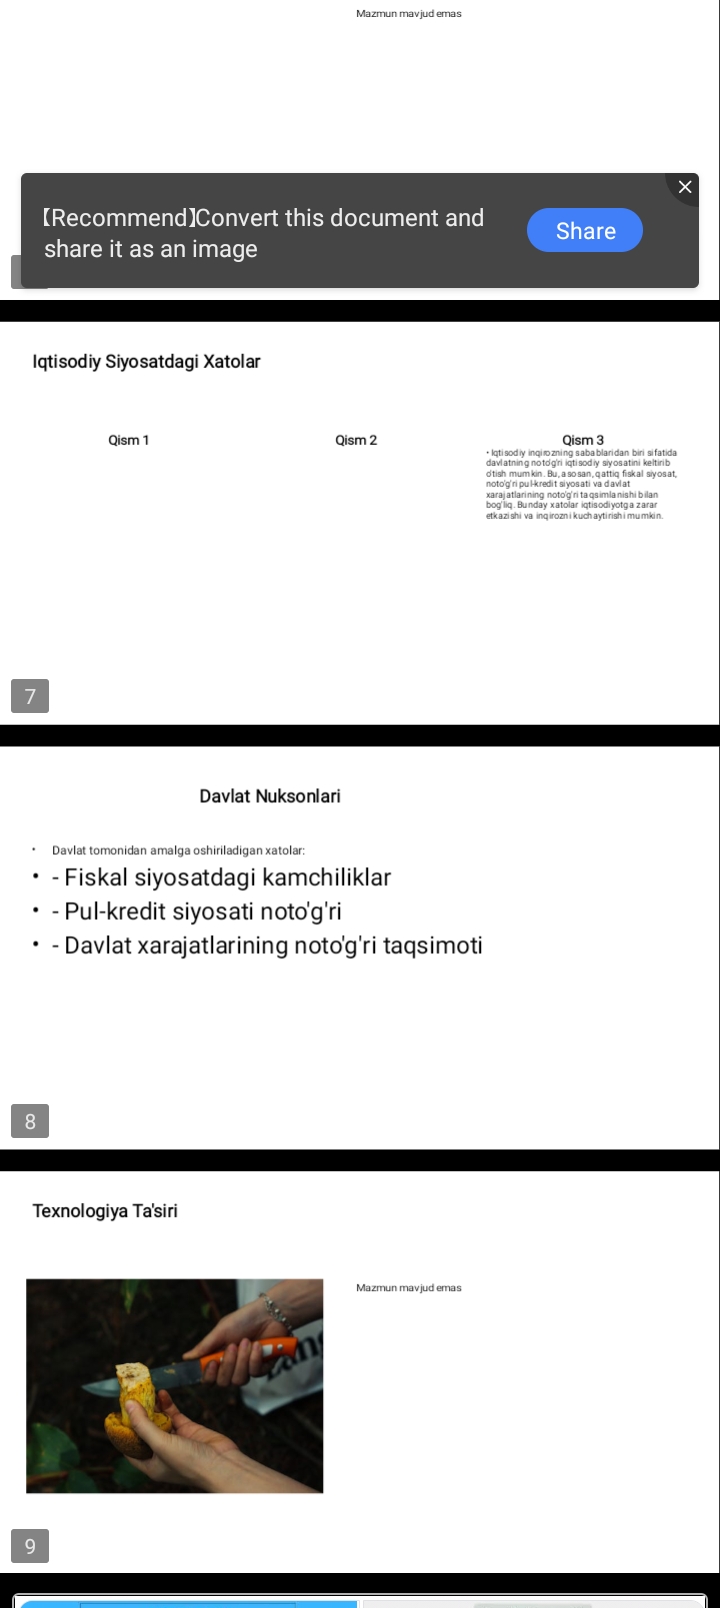 Mazmun mavjud emas
【Recommend】Convert this document and
share it as an image
Share
Iqtisodiy Siyosatdagi Xatolar
Qism 1
Qism 2
Qism 3
• Iqtisodiy inqirozning sabablaridan biri sifatida
davlatning noto'g'ri iqtisodiy siyosatini keltirib
o'tish mumkin. Bu, asosan, qattiq fiskal siyosat,
noto'g'ri pul-kredit siyosati va davlat
xarajatlarining noto'g'ri taqsimlanishi bilan
bog'liq. Bunday xatolar iqtisodiyotga zarar
etkazishi va inqirozni kuchaytirishi mumkin.
7
Davlat Nuksonlari
• Davlat tomonidan amalga oshiriladigan xatolar:
• - Fiskal siyosatdagi kamchiliklar
• - Pul-kredit siyosati noto'g'ri
• - Davlat xarajatlarining noto'g'ri taqsimoti
8
Texnologiya Ta'siri
Mazmun mavjud emas
9